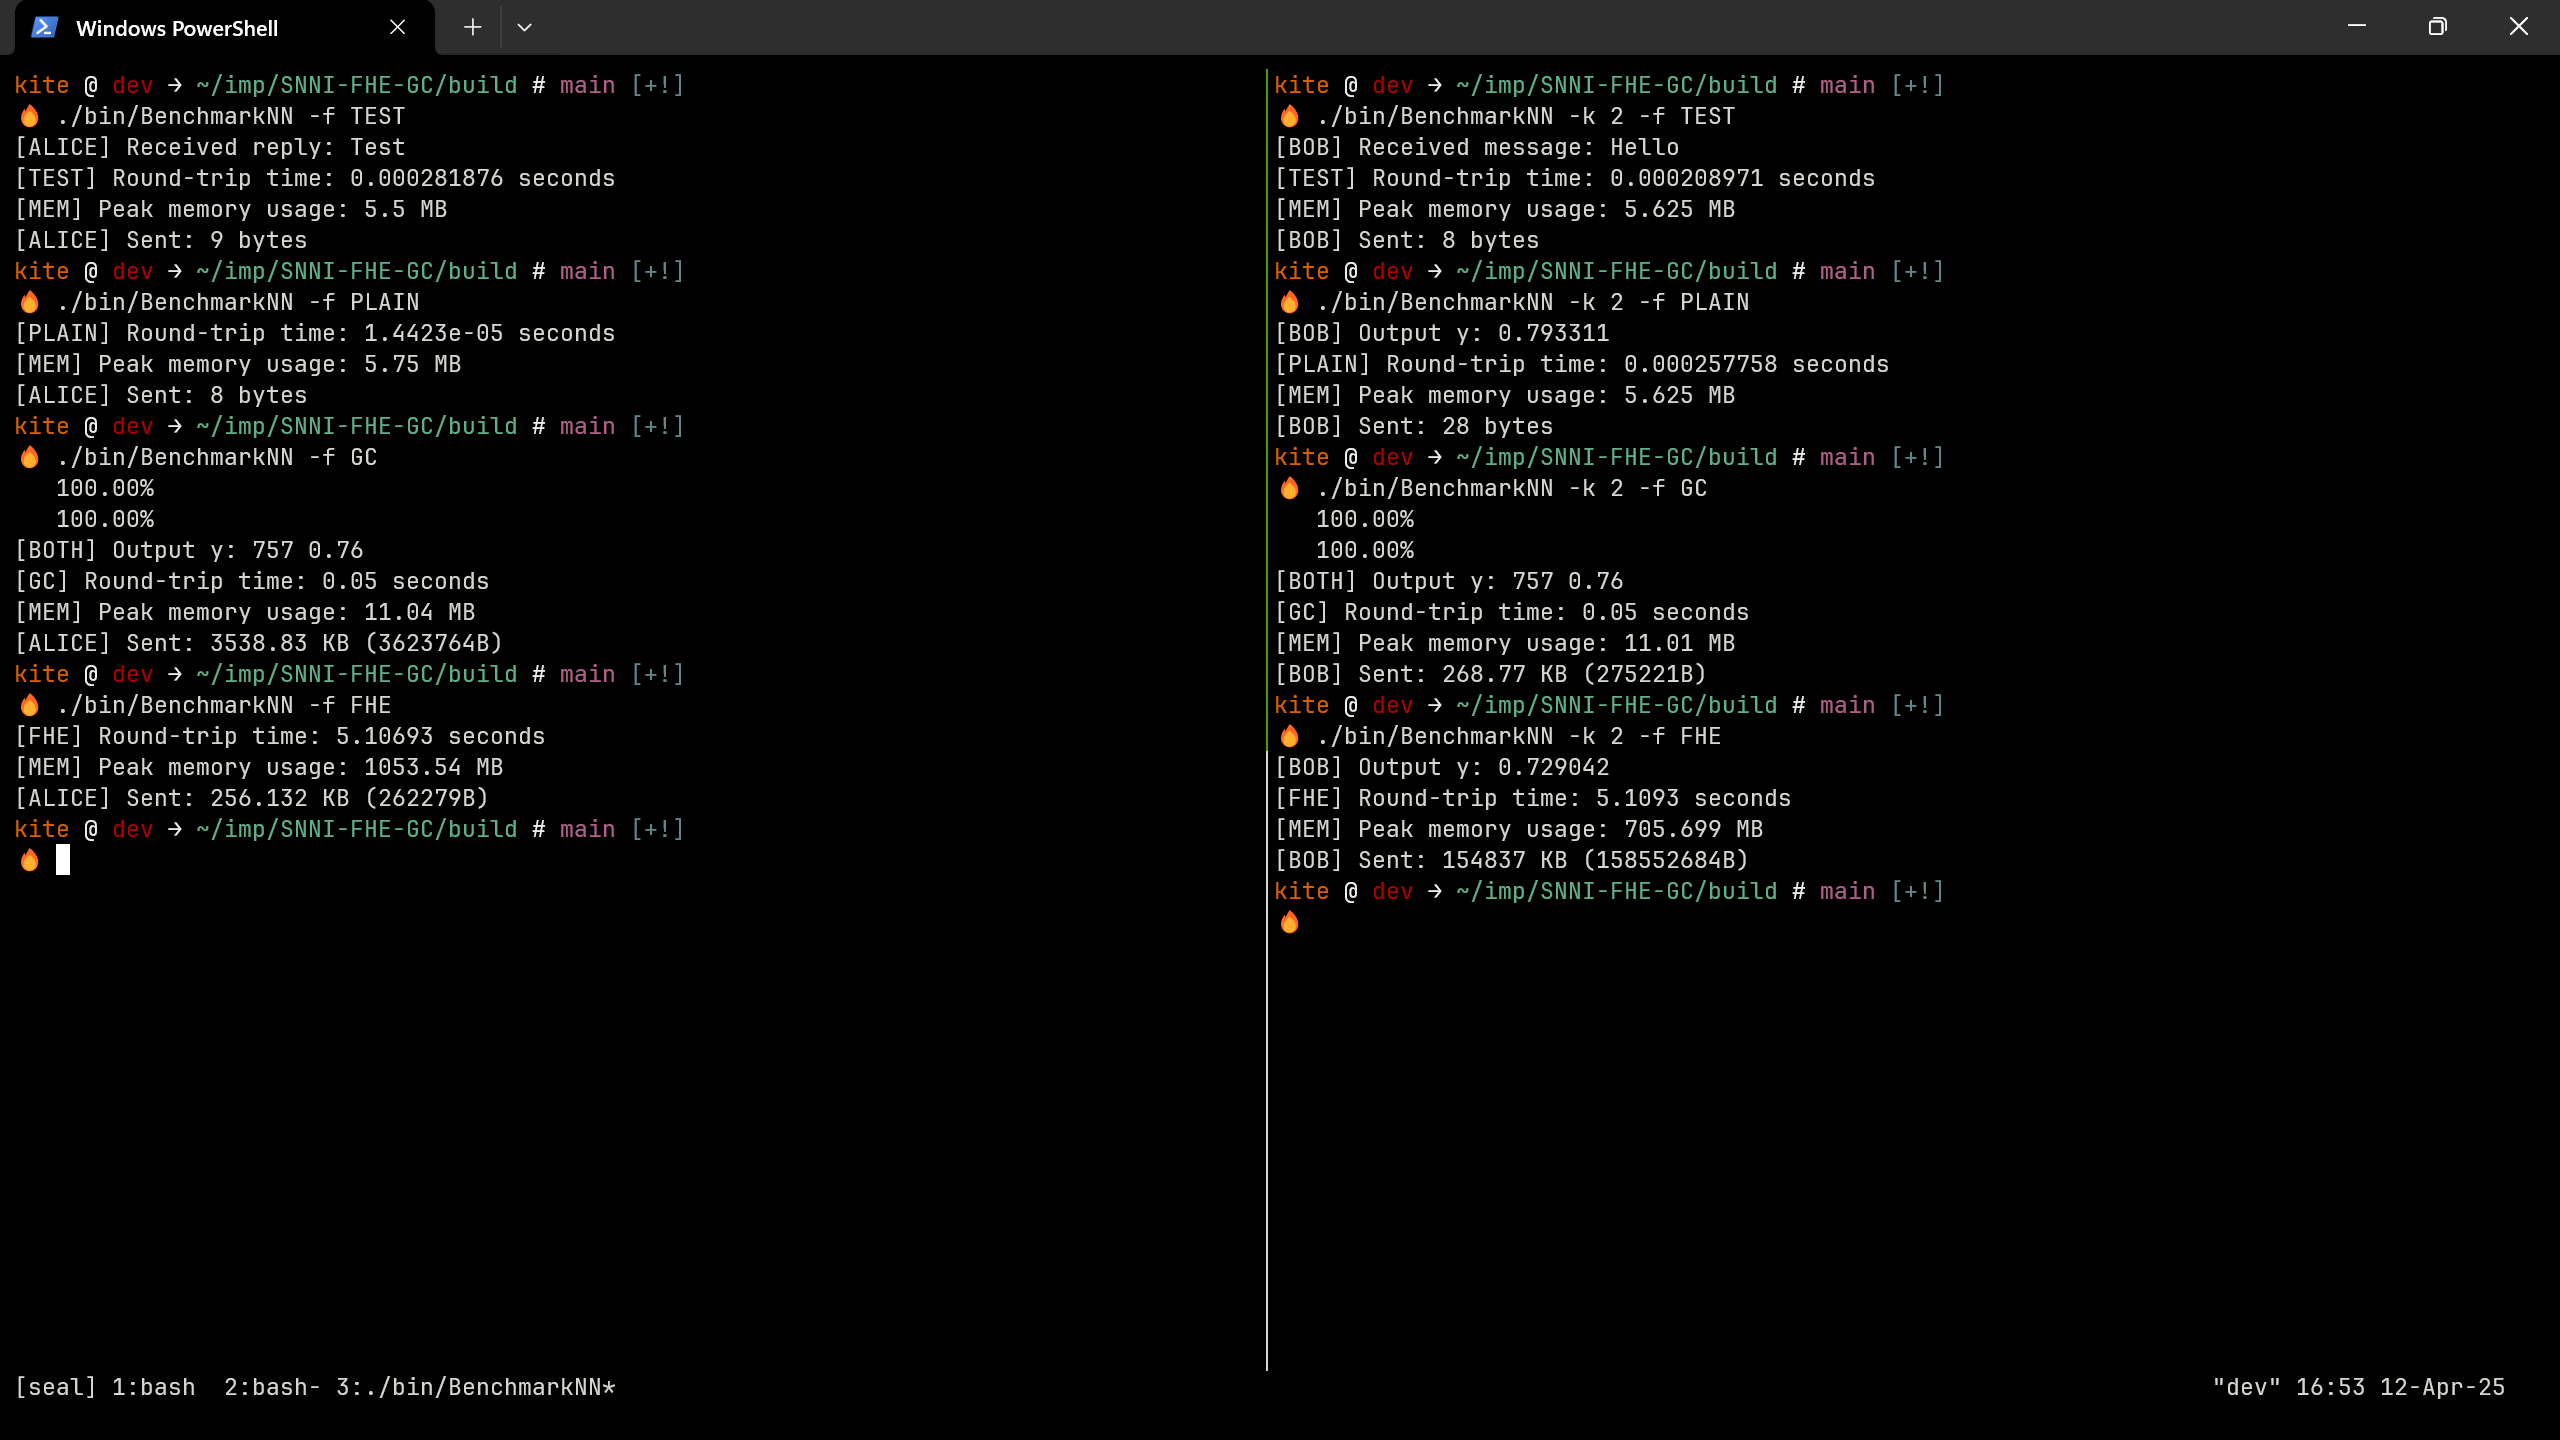 Windows PowerShell
kite @ dev → ~/imp/SNNI-FHE-GC/build # main [+!]
🔥 ./bin/BenchmarkNN -f TEST
[ALICE] Received reply: Test
[TEST] Round-trip time: 0.000281876 seconds
[MEM] Peak memory usage: 5.5 MB
[ALICE] Sent: 9 bytes
kite @ dev → ~/imp/SNNI-FHE-GC/build # main [+!]
🔥 ./bin/BenchmarkNN -f PLAIN
[PLAIN] Round-trip time: 1.4423e-05 seconds
[MEM] Peak memory usage: 5.75 MB
[ALICE] Sent: 8 bytes
kite @ dev → ~/imp/SNNI-FHE-GC/build # main [+!]
🔥 ./bin/BenchmarkNN -f GC
100.00%
100.00%
[BOTH] Output y: 757 0.76
[GC] Round-trip time: 0.05 seconds
[MEM] Peak memory usage: 11.04 MB
[ALICE] Sent: 3538.83 KB (3623764B)
kite @ dev → ~/imp/SNNI-FHE-GC/build # main [+!]
🔥 ./bin/BenchmarkNN -f FHE
[FHE] Round-trip time: 5.10693 seconds
[MEM] Peak memory usage: 1053.54 MB
[ALICE] Sent: 256.132 KB (262279B)
kite @ dev → ~/imp/SNNI-FHE-GC/build # main [+!]
🔥
kite @ dev → ~/imp/SNNI-FHE-GC/build # main [+!]
🔥 ./bin/BenchmarkNN -k 2 -f TEST
[BOB] Received message: Hello
[TEST] Round-trip time: 0.000208971 seconds
[MEM] Peak memory usage: 5.625 MB
[BOB] Sent: 8 bytes
kite @ dev → ~/imp/SNNI-FHE-GC/build # main [+!]
🔥 ./bin/BenchmarkNN -k 2 -f PLAIN
[BOB] Output y: 0.793311
[PLAIN] Round-trip time: 0.000257758 seconds
[MEM] Peak memory usage: 5.625 MB
[BOB] Sent: 28 bytes
kite @ dev → ~/imp/SNNI-FHE-GC/build # main [+!]
🔥 ./bin/BenchmarkNN -k 2 -f GC
100.00%
100.00%
[BOTH] Output y: 757 0.76
[GC] Round-trip time: 0.05 seconds
[MEM] Peak memory usage: 11.01 MB
[BOB] Sent: 268.77 KB (275221B)
kite @ dev → ~/imp/SNNI-FHE-GC/build # main [+!]
🔥 ./bin/BenchmarkNN -k 2 -f FHE
[BOB] Output y: 0.729042
[FHE] Round-trip time: 5.1093 seconds
[MEM] Peak memory usage: 705.699 MB
[BOB] Sent: 154837 KB (158552684B)
kite @ dev → ~/imp/SNNI-FHE-GC/build # main [+!]
🔥
[seal] 1:bash  2:bash- 3:./bin/BenchmarkNN*
"dev" 16:53 12-Apr-25